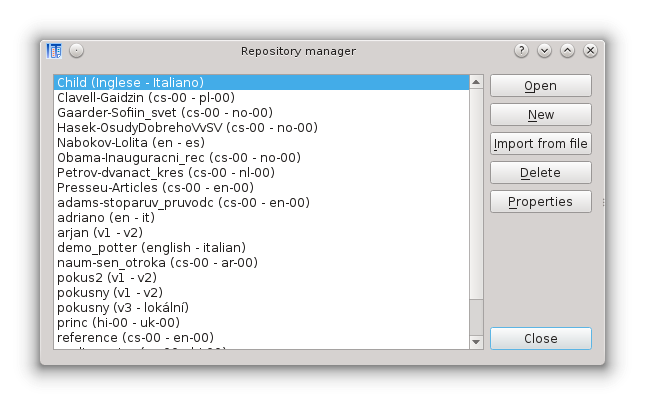 Repository manager
Child (Inglese - Italiano)
Clavell-Gaidzin (cs-00 - pl-00)
Gaarder-Sofiin_svet (cs-00 - no-00)
Hasek-OsudyDobrehoVvSV (cs-00 - no-00)
Nabokov-Lolita (en - es)
Obama-Inauguracni_rec (cs-00 - no-00)
Petrov-dvanact_kres (cs-00 - nl-00)
Presseu-Articles (cs-00 - en-00)
adams-stoparuv_pruvodc (cs-00 - en-00)
adriano (en - it)
arjan (v1 - v2)
demo_potter (english - italian)
naum-sen_otroka (cs-00 - ar-00)
pokus2 (v1 - v2)
pokusny (v1 - v2)
pokusny (v3 - lokální)
princ (hi-00 - uk-00)
reference (cs-00 - en-00)
Open
New
Import from file
Delete
Properties
Close